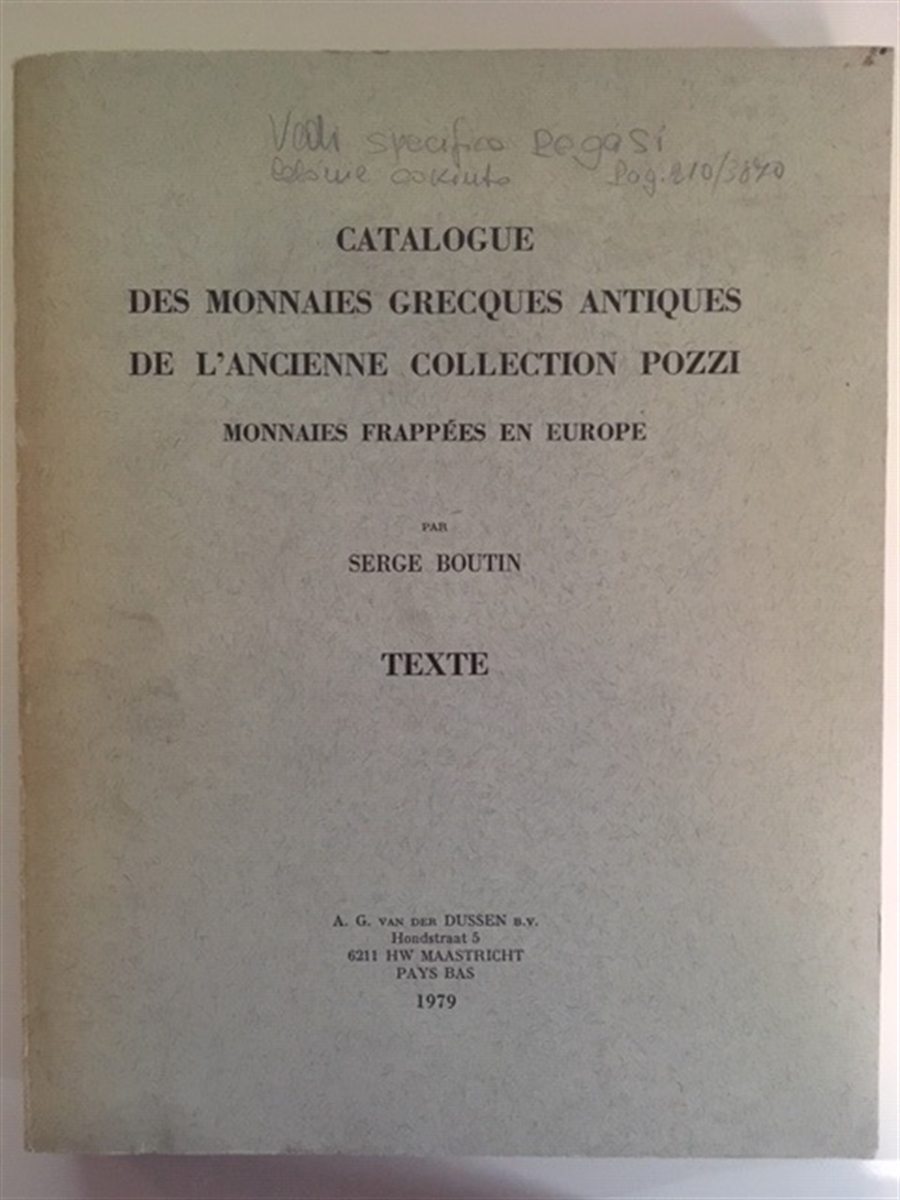 Vedi specifico Pegasi
Pag. 210/3840
CATALOGUE
DES MONNAIES GRECQUES ANTIQUES
DE L'ANCIENNE COLLECTION POZZI
MONNAIES FRAPPÉES EN EUROPE
PAR
SERGE BOUTIN
TEXTE
A. G. VAN DER DUSSEN B.V.
Hondstraat 5
6211 HW MAASTRICHT
PAYS BAS
1979